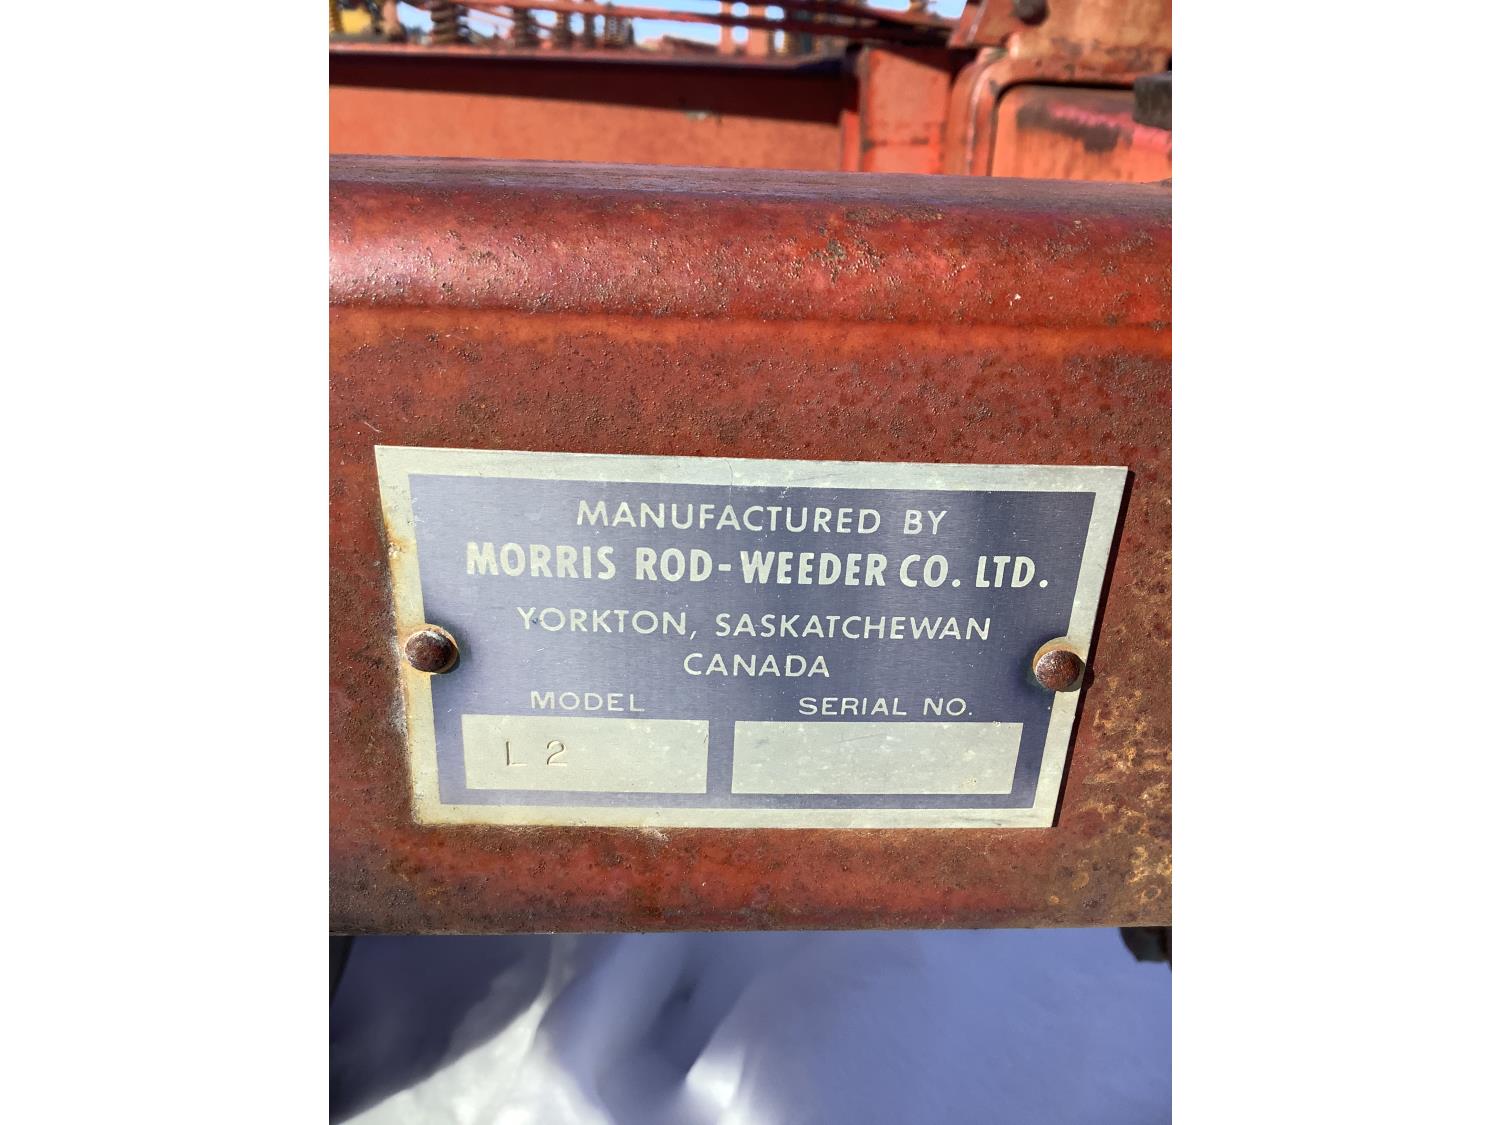 MANUFACTURED BY
MORRIS ROD-WEEDER CO. LTD.
YORKTON, SASKATCHEWAN
CANADA
MODEL SERIAL NO.
L 2